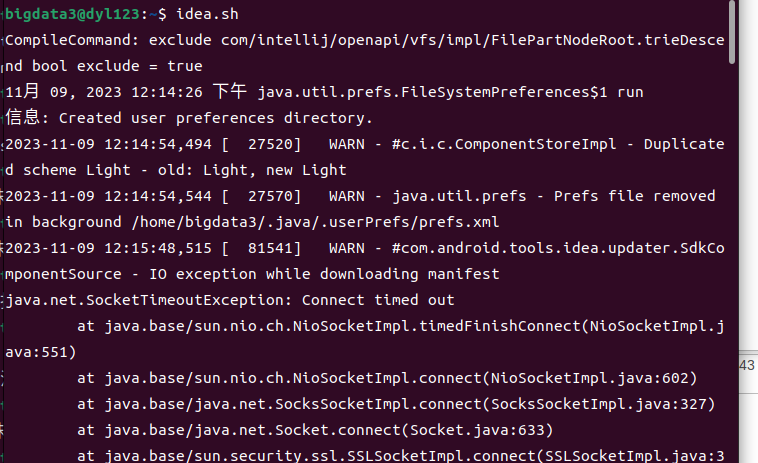 bigdata3@dyl123:~$ idea.sh
CompileCommand: exclude com/intellij/openapi/vfs/impl/FilePartNodeRoot.trieDesce
nd bool exclude = true
11月 09, 2023 12:14:26 下午 java.util.prefs.FileSystemPreferences$1 run
信息: Created user preferences directory.
2023-11-09 12:14:54,494 [  27520]   WARN - #c.i.c.ComponentStoreImpl - Duplicate
d scheme Light - old: Light, new Light
2023-11-09 12:14:54,544 [  27570]   WARN - java.util.prefs - Prefs file removed
in background /home/bigdata3/.java/.userPrefs/prefs.xml
2023-11-09 12:15:48,515 [  81541]   WARN - #com.android.tools.idea.updater.SdkCo
mponentSource - IO exception while downloading manifest
java.net.SocketTimeoutException: Connect timed out
        at java.base/sun.nio.ch.NioSocketImpl.timedFinishConnect(NioSocketImpl.j
ava:551)
        at java.base/sun.nio.ch.NioSocketImpl.connect(NioSocketImpl.java:602)
        at java.base/java.net.SocksSocketImpl.connect(SocksSocketImpl.java:327)
        at java.base/java.net.Socket.connect(Socket.java:633)
        at java.base/sun.security.ssl.SSLSocketImpl.connect(SSLSocketImpl.java:3
43